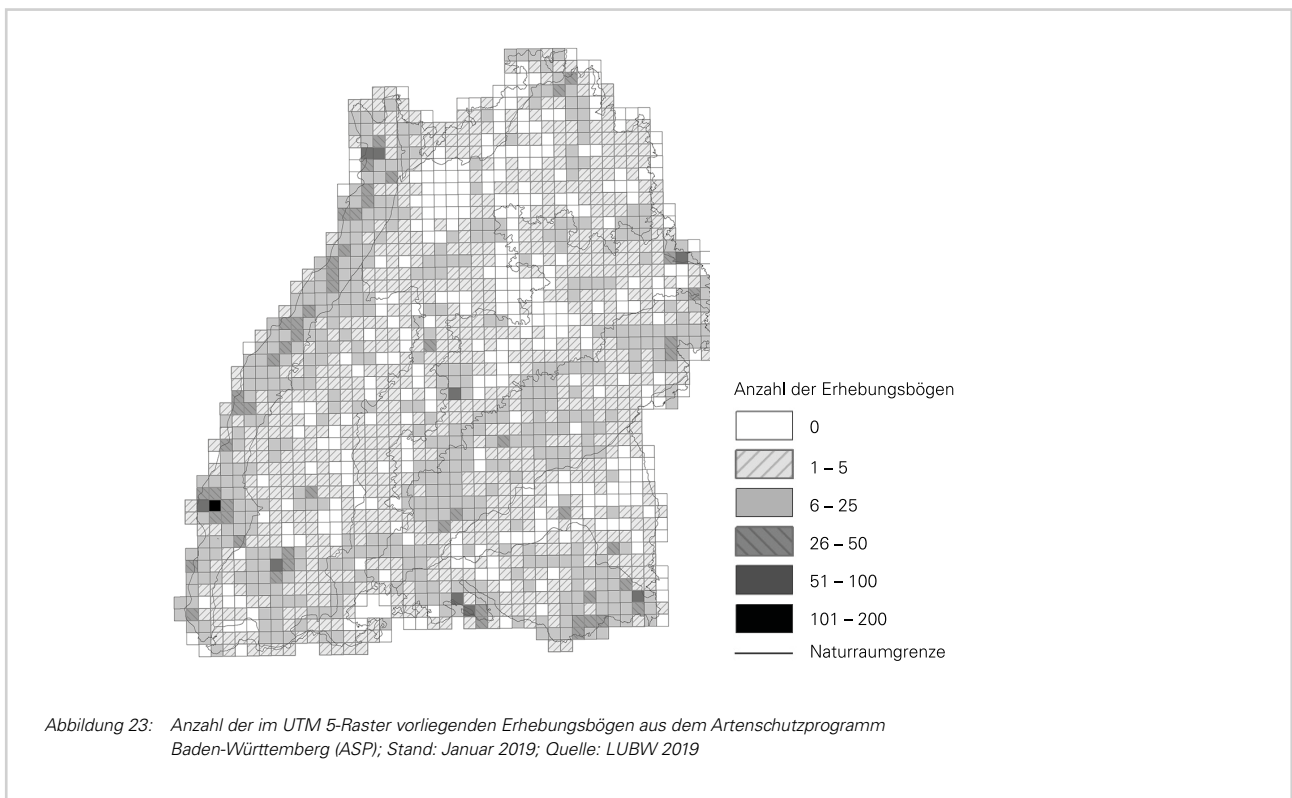 Anzahl der Erhebungsbögen
0
1 – 5
6 – 25
26 – 50
51 – 100
101 – 200
Naturraumgrenze
Abbildung 23: Anzahl der im UTM 5-Raster vorliegenden Erhebungsbögen aus dem Artenschutzprogramm
Baden-Württemberg (ASP); Stand: Januar 2019; Quelle: LUBW 2019